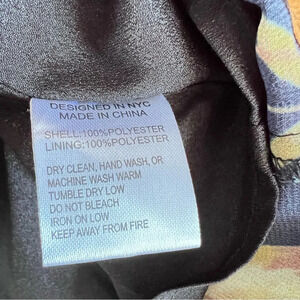 DESIGNED IN NYC
MADE IN CHINA
SHELL:100%POLYESTER
LINING:100%POLYESTER
DRY CLEAN, HAND WASH, OR
MACHINE WASH WARM
TUMBLE DRY LOW
DO NOT BLEACH
IRON ON LOW
KEEP AWAY FROM FIRE